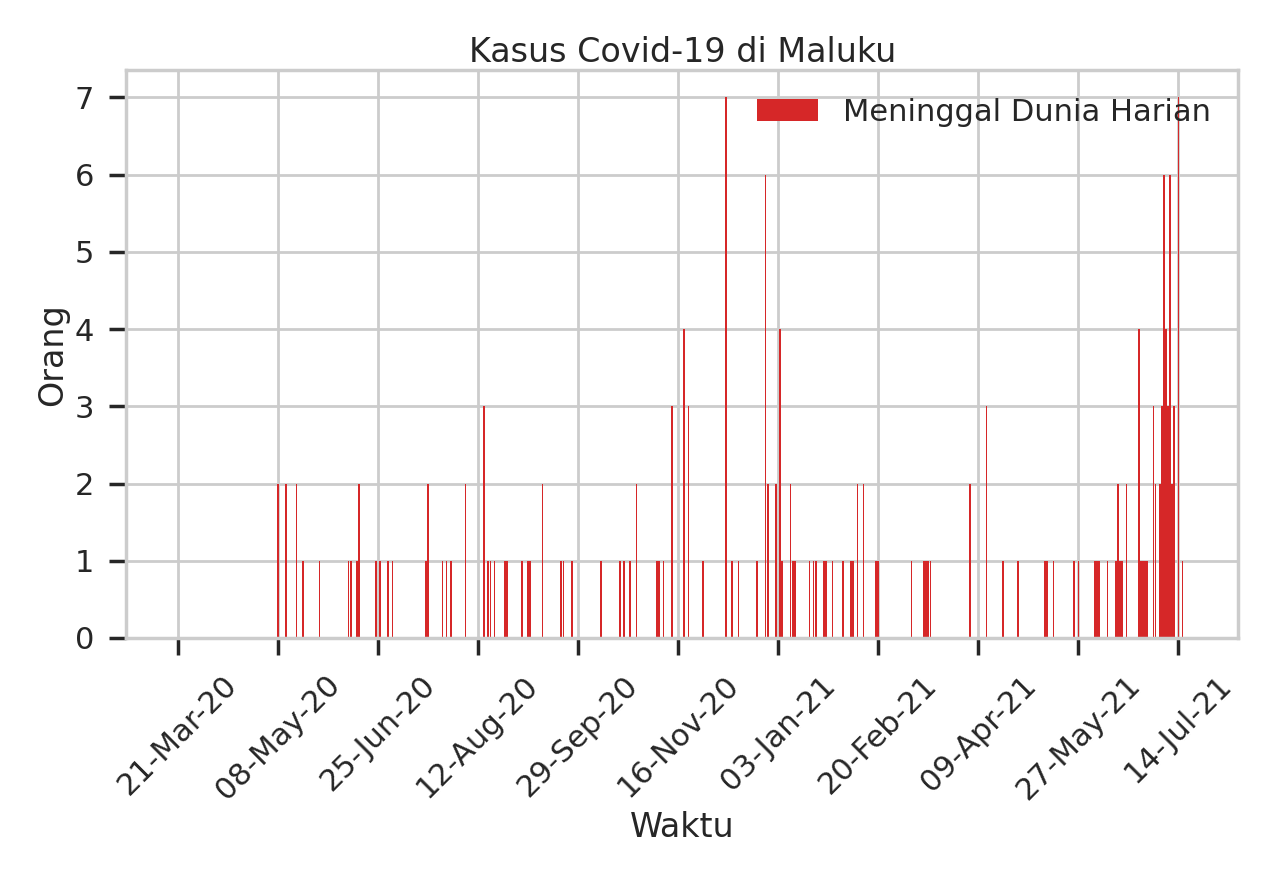 Kasus Covid-19 di Maluku
Meninggal Dunia Harian
Orang
7
6
5
4
3
2
1
0
21-Mar-20
08-May-20
25-Jun-20
12-Aug-20
29-Sep-20
16-Nov-20
03-Jan-21
20-Feb-21
09-Apr-21
27-May-21
14-Jul-21
Waktu